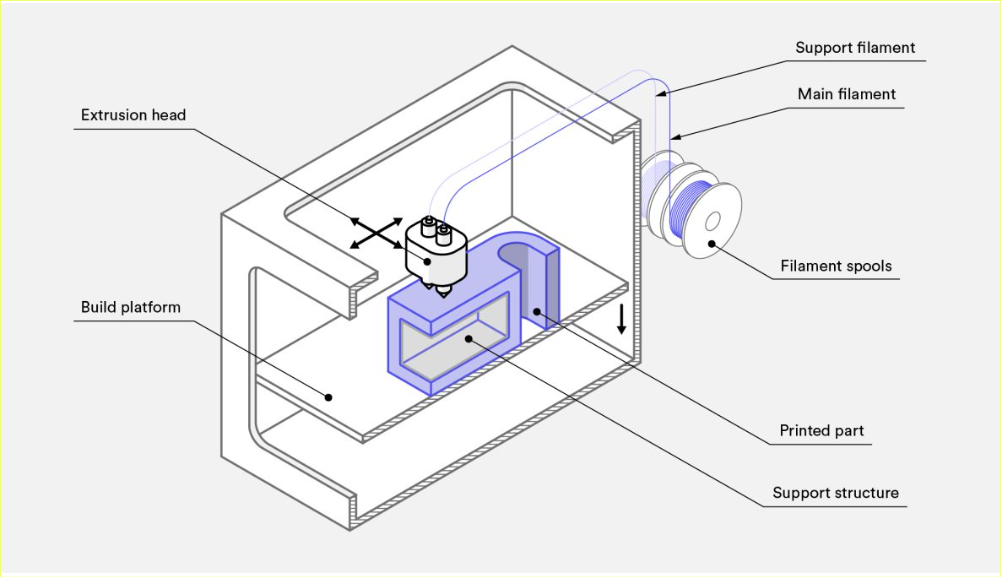 Support filament
Main filament
Extrusion head
Filament spools
Build platform
Printed part
Support structure